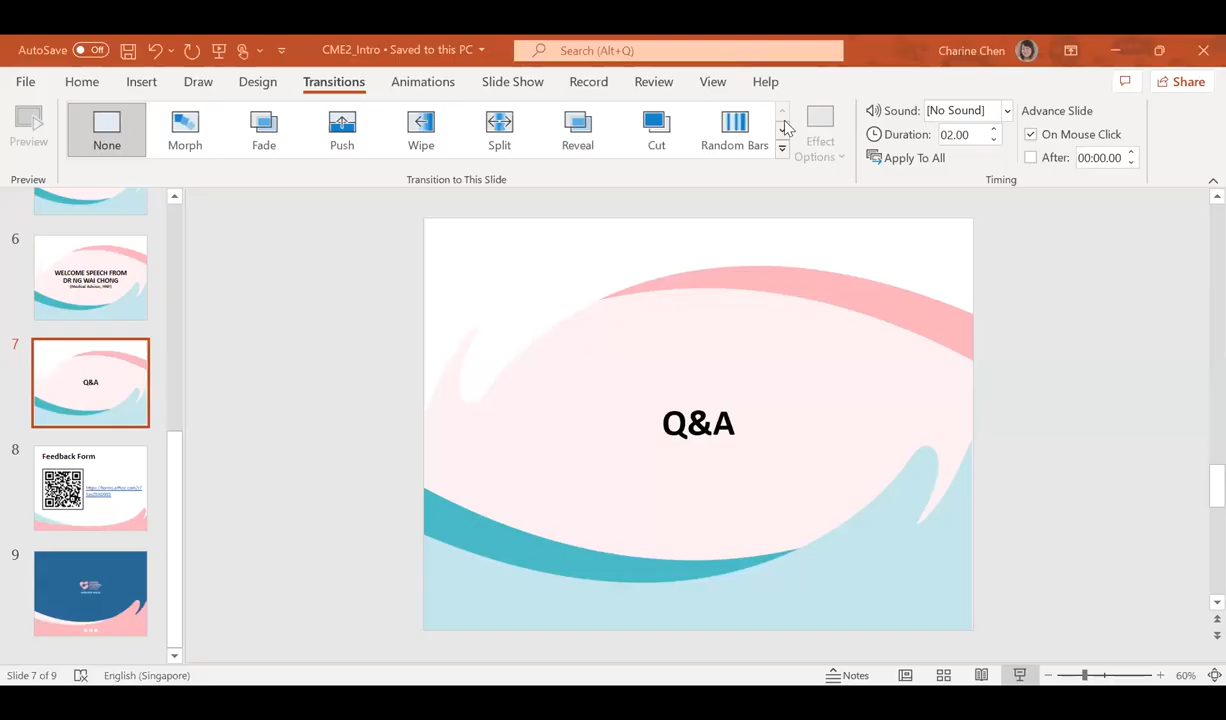 AutoSave Off CME2_Intro • Saved to this PC Search (Alt+Q) Charine Chen
File Home Insert Draw Design Transitions Animations Slide Show Record Review View Help Share
Preview None Morph Fade Push Wipe Split Reveal Cut Random Bars Effect Options
Sound: [No Sound] Advance Slide
Duration: 02.00 On Mouse Click
Apply To All After: 00:00.00
Preview Transition to This Slide Timing
6
WELCOME SPEECH FROM
DR NG WAI CHONG
7
Q&A
8
Feedback Form
9
Q&A
Slide 7 of 9 English (Singapore) Notes 60%